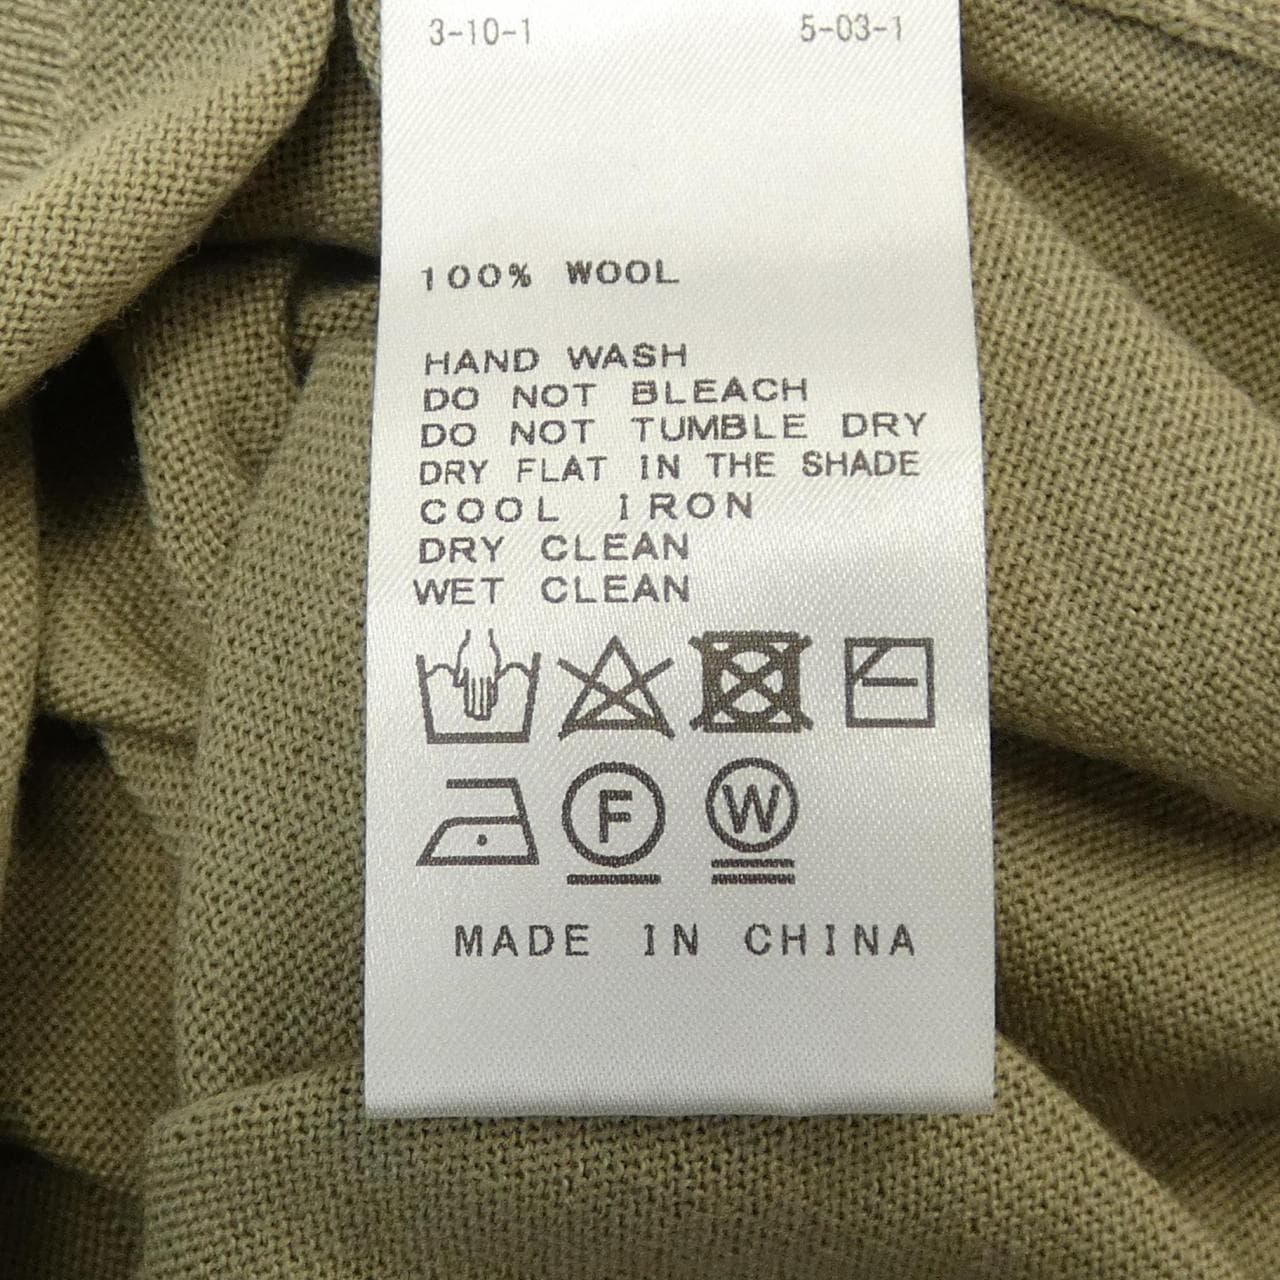 3-10-1 5-03-1
100% WOOL
HAND WASH
DO NOT BLEACH
DO NOT TUMBLE DRY
DRY FLAT IN THE SHADE
COOL IRON
DRY CLEAN
WET CLEAN
F W
MADE IN CHINA